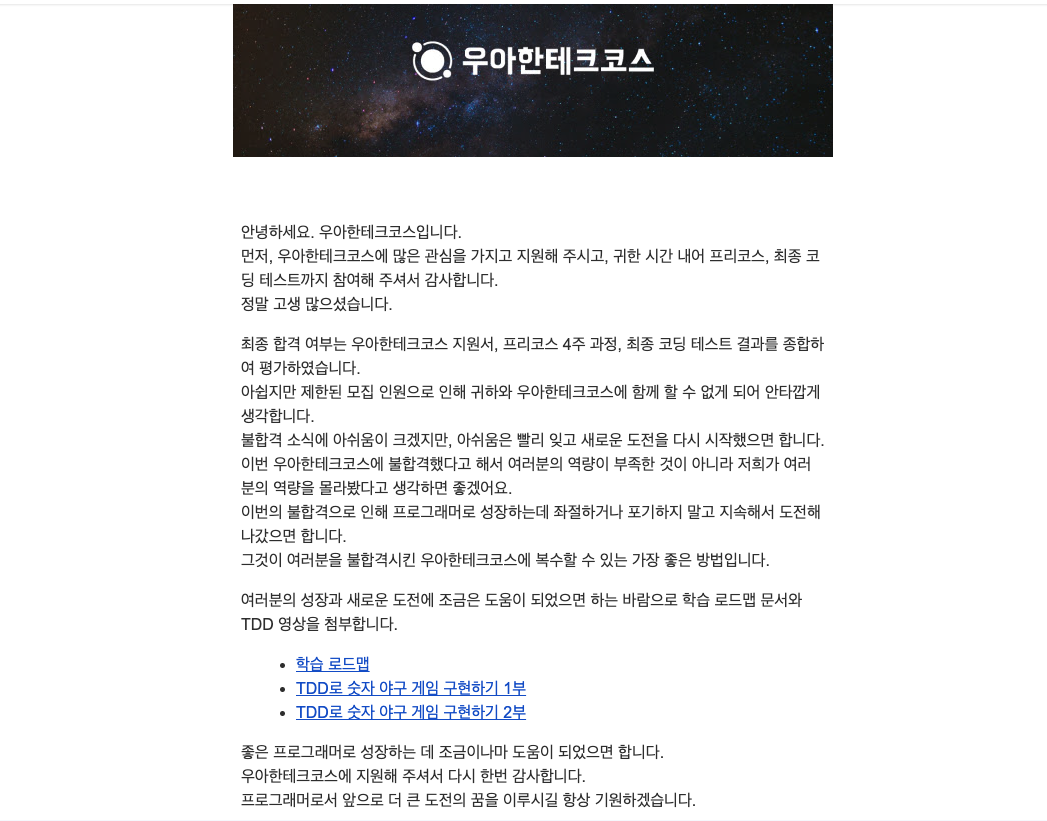 우아한테크코스
안녕하세요. 우아한테크코스입니다.
먼저, 우아한테크코스에 많은 관심을 가지고 지원해 주시고, 귀한 시간 내어 프리코스, 최종 코
딩 테스트까지 참여해 주셔서 감사합니다.
정말 고생 많으셨습니다.
최종 합격 여부는 우아한테크코스 지원서, 프리코스 4주 과정, 최종 코딩 테스트 결과를 종합하
여 평가하였습니다.
아쉽지만 제한된 모집 인원으로 인해 귀하와 우아한테크코스에 함께 할 수 없게 되어 안타깝게
생각합니다.
불합격 소식에 아쉬움이 크겠지만, 아쉬움은 빨리 잊고 새로운 도전을 다시 시작했으면 합니다.
이번 우아한테크코스에 불합격했다고 해서 여러분의 역량이 부족한 것이 아니라 저희가 여러
분의 역량을 몰라봤다고 생각하면 좋겠어요.
이번의 불합격으로 인해 프로그래머로 성장하는데 좌절하거나 포기하지 말고 지속해서 도전해
나갔으면 합니다.
그것이 여러분을 불합격시킨 우아한테크코스에 복수할 수 있는 가장 좋은 방법입니다.
여러분의 성장과 새로운 도전에 조금은 도움이 되었으면 하는 바람으로 학습 로드맵 문서와
TDD 영상을 첨부합니다.
• 학습 로드맵
• TDD로 숫자 야구 게임 구현하기 1부
• TDD로 숫자 야구 게임 구현하기 2부
좋은 프로그래머로 성장하는 데 조금이나마 도움이 되었으면 합니다.
우아한테크코스에 지원해 주셔서 다시 한번 감사합니다.
프로그래머로서 앞으로 더 큰 도전의 꿈을 이루시길 항상 기원하겠습니다.